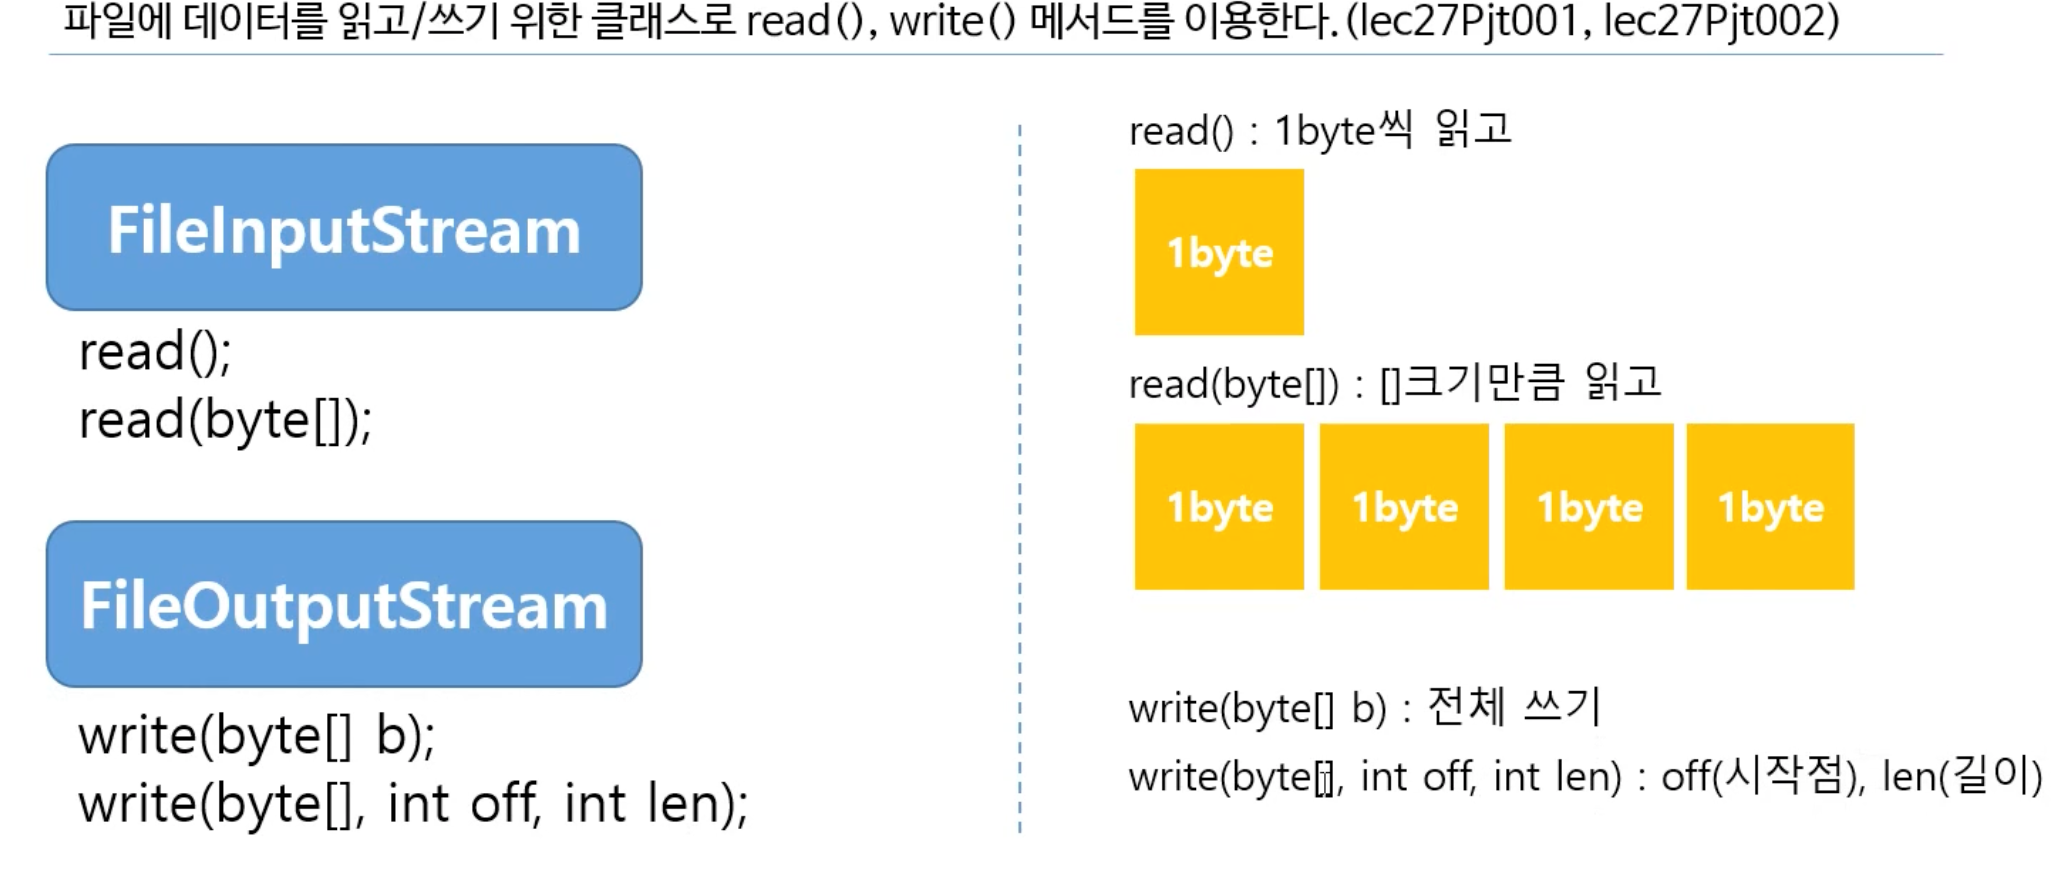 파일에 데이터를 읽고/쓰기 위한 클래스로 read(), write() 메서드를 이용한다.(lec27Pjt001, lec27Pjt002)
FileInputStream
read();
read(byte[]);
FileOutputStream
write(byte[] b);
write(byte[], int off, int len);
read() : 1byte씩 읽고
1byte
read(byte[]) : []크기만큼 읽고
1byte 1byte 1byte 1byte
write(byte[] b) : 전체 쓰기
write(byte[], int off, int len) : off(시작점), len(길이)